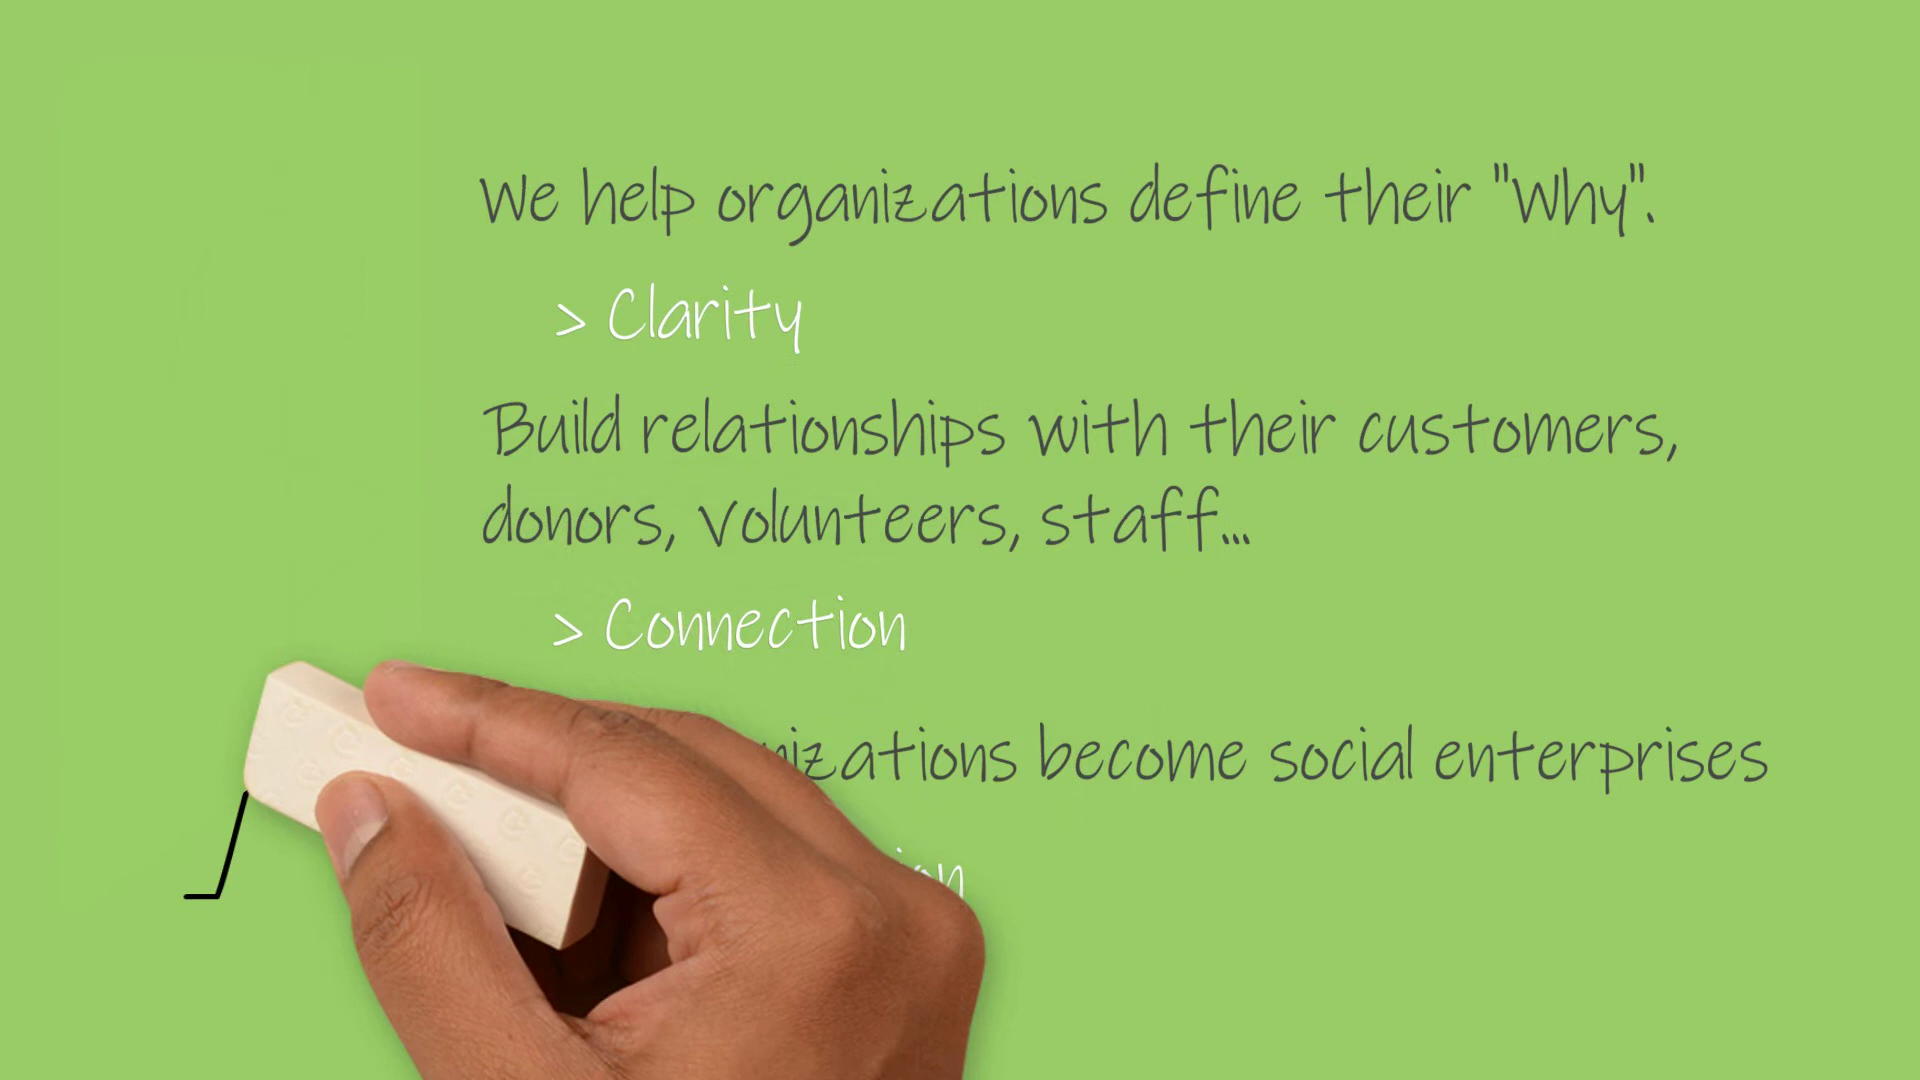 We help organizations define their "Why".
> Clarity
Build relationships with their customers,
donors, volunteers, staff...
> Connection
become social enterprises